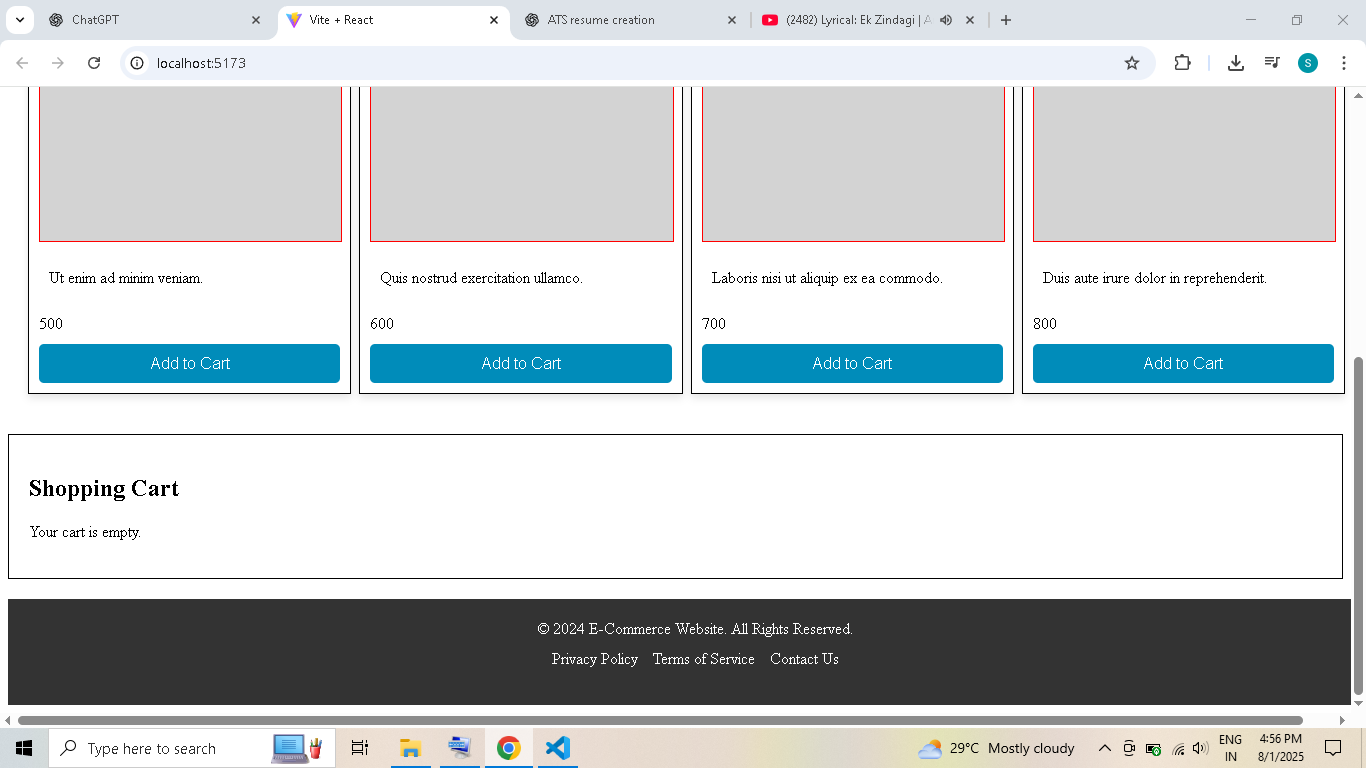 ChatGPT
Vite + React
ATS resume creation
(2482) Lyrical: Ek Zindagi | A
localhost:5173
S
Ut enim ad minim veniam.
Quis nostrud exercitation ullamco.
Laboris nisi ut aliquip ex ea commodo.
Duis aute irure dolor in reprehenderit.
500
600
700
800
Add to Cart
Add to Cart
Add to Cart
Add to Cart
Shopping Cart
Your cart is empty.
© 2024 E-Commerce Website. All Rights Reserved.
Privacy Policy Terms of Service Contact Us
Type here to search
29°C Mostly cloudy
ENG
IN
4:56 PM
8/1/2025